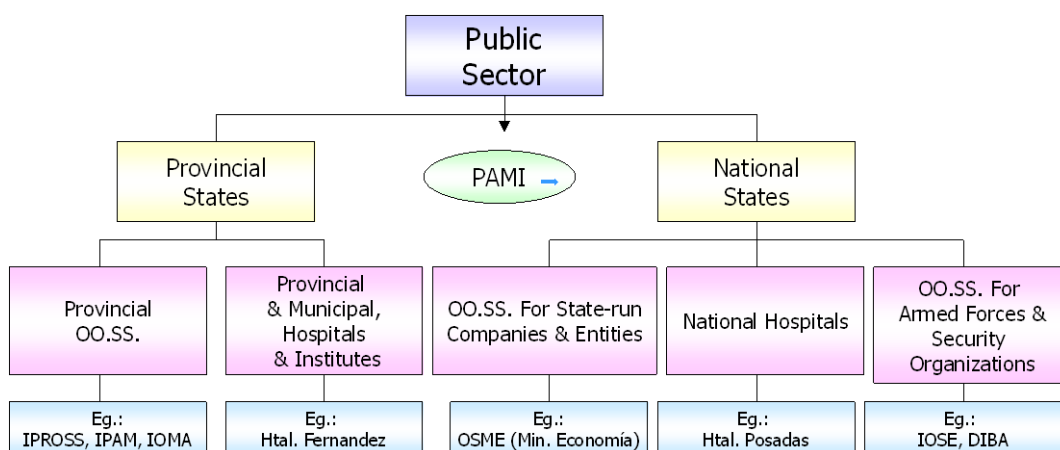 Public
Sector
Provincial
States
PAMI
National
States
Provincial
OO.SS.
Provincial
& Municipal,
Hospitals
& Institutes
OO.SS. For State-run
Companies & Entities
National Hospitals
OO.SS. For
Armed Forces &
Security
Organizations
Eg.:
IPROSS, IPAM, IOMA
Eg.:
Htal. Fernandez
Eg.:
OSME (Min. Economía)
Eg.:
Htal. Posadas
Eg.:
IOSE, DIBA